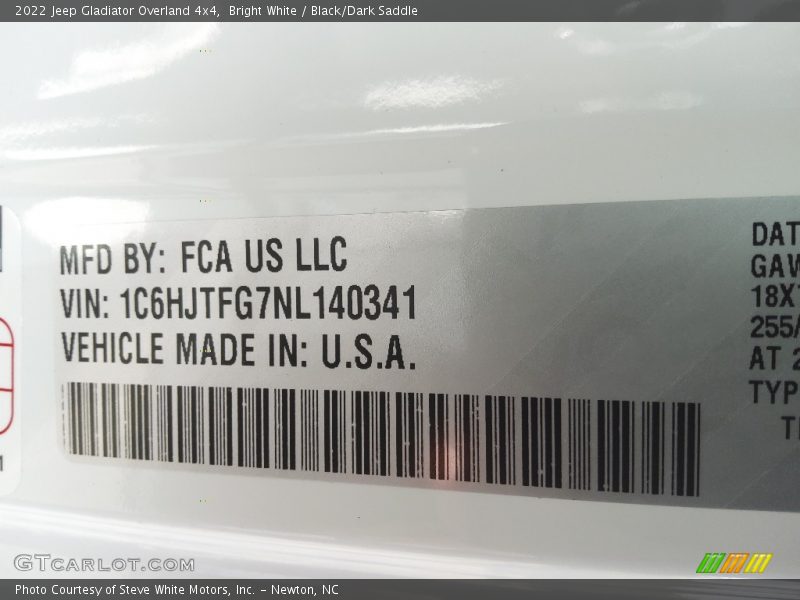 2022 Jeep Gladiator Overland 4x4, Bright White / Black/Dark Saddle
MFD BY: FCA US LLC
VIN: 1C6HJTFG7NL140341
VEHICLE MADE IN: U.S.A.
DAT
GAW
18X
255/
AT 2
TYP
1
GTCARLOT.COM
Photo Courtesy of Steve White Motors, Inc. – Newton, NC